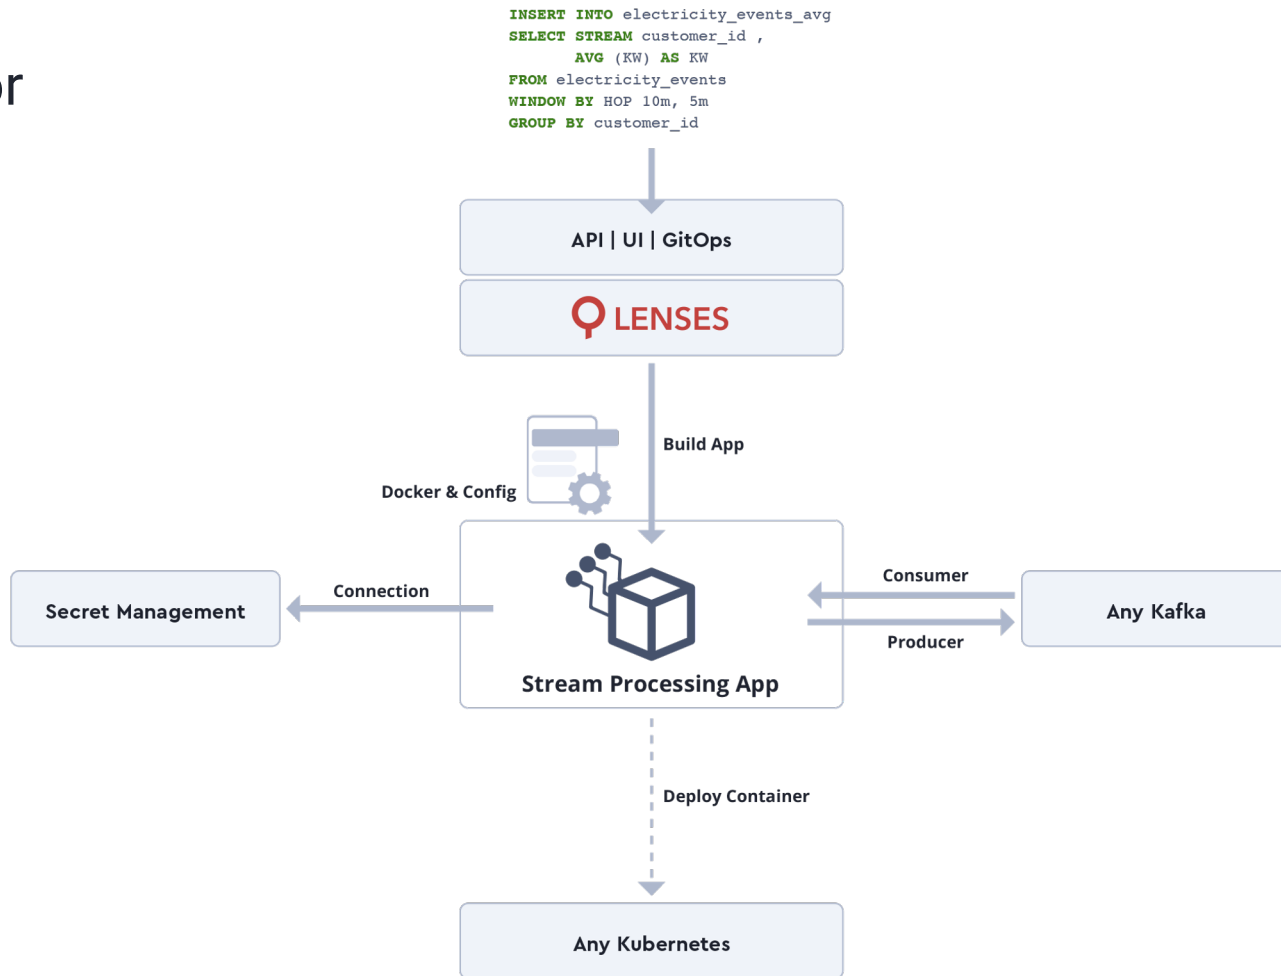 INSERT INTO electricity_events_avg
SELECT STREAM customer_id ,
AVG (KW) AS KW
FROM electricity_events
WINDOW BY HOP 10m, 5m
GROUP BY customer_id
or
API | UI | GitOps
LENSES
Build App
Docker & Config
Secret Management
Connection
Stream Processing App
Consumer
Producer
Any Kafka
Deploy Container
Any Kubernetes